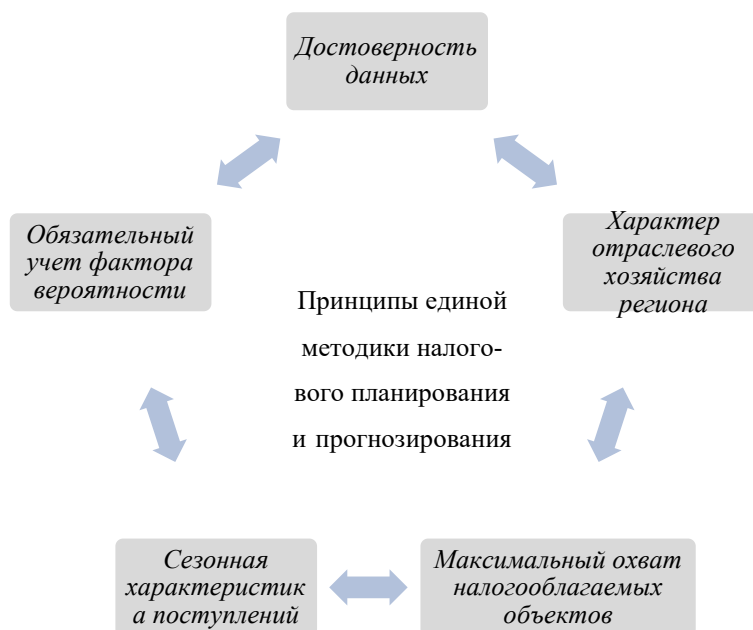 Достоверность
данных
Обязательный
учет фактора
вероятности
Характер
отраслевого
хозяйства
региона
Принципы единой
методики налого-
вого планирования
и прогнозирования
Сезонная
характеристик
а поступлений
Максимальный охват
налогооблагаемых
объектов